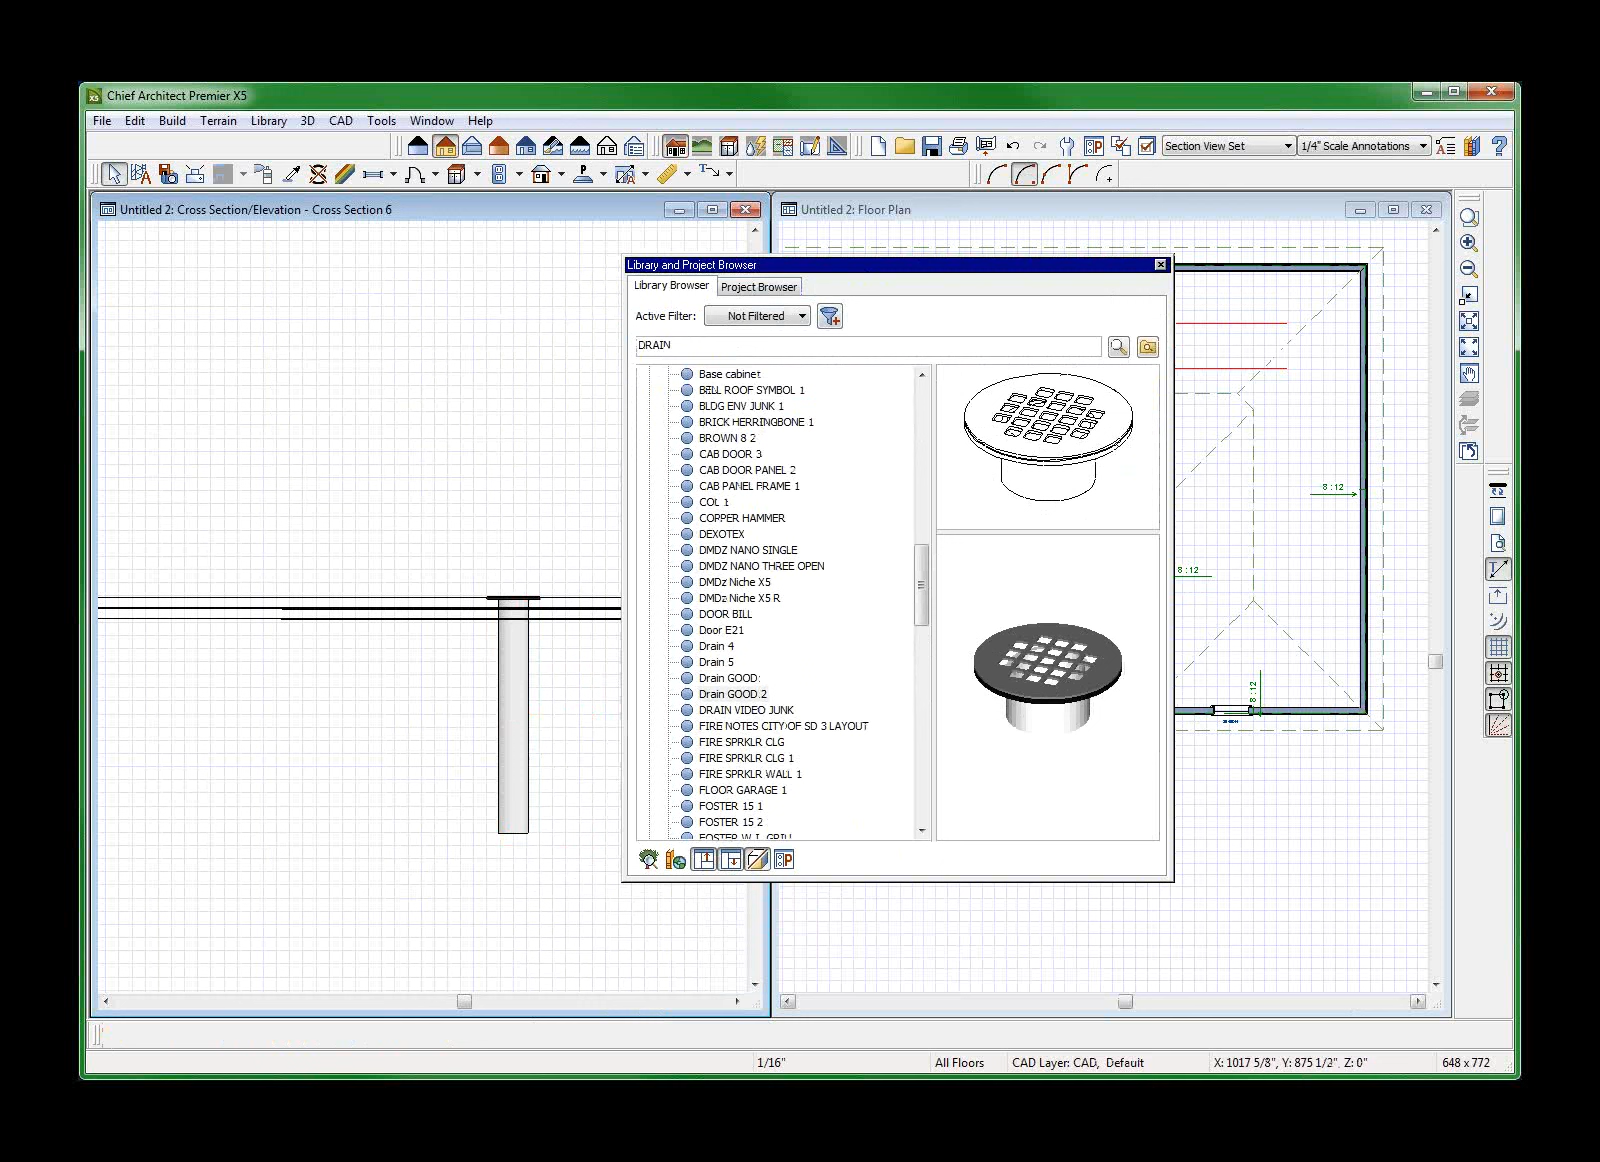 Chief Architect Premier X5
File Edit Build Terrain Library 3D CAD Tools Window Help
Section View Set 1/4" Scale Annotations
Untitled 2: Cross Section/Elevation - Cross Section 6
Untitled 2: Floor Plan
Library and Project Browser
Library Browser Project Browser
Active Filter: Not Filtered
DRAIN
Base cabinet
BILL ROOF SYMBOL 1
BLDG ENV JUNK 1
BRICK HERRINGBONE 1
BROWN 8 2
CAB DOOR 3
CAB DOOR PANEL 2
CAB PANEL FRAME 1
COL 1
COPPER HAMMER
DEXOTEX
DMDZ NANO SINGLE
DMDZ NANO THREE OPEN
DMDz Niche X5
DMDz Niche X5 R
DOOR BILL
Door E21
Drain 4
Drain 5
Drain GOOD:
Drain GOOD.2
DRAIN VIDEO JUNK
FIRE NOTES CITY OF SD 3 LAYOUT
FIRE SPRKLR CLG
FIRE SPRKLR CLG 1
FIRE SPRKLR WALL 1
FLOOR GARAGE 1
FOSTER 15 1
FOSTER 15 2
FOSTER W.I. GRILL
8:12
8:12
8:12
1/16" All Floors CAD Layer: CAD, Default X: 1017 5/8", Y: 875 1/2", Z: 0" 648 x 772